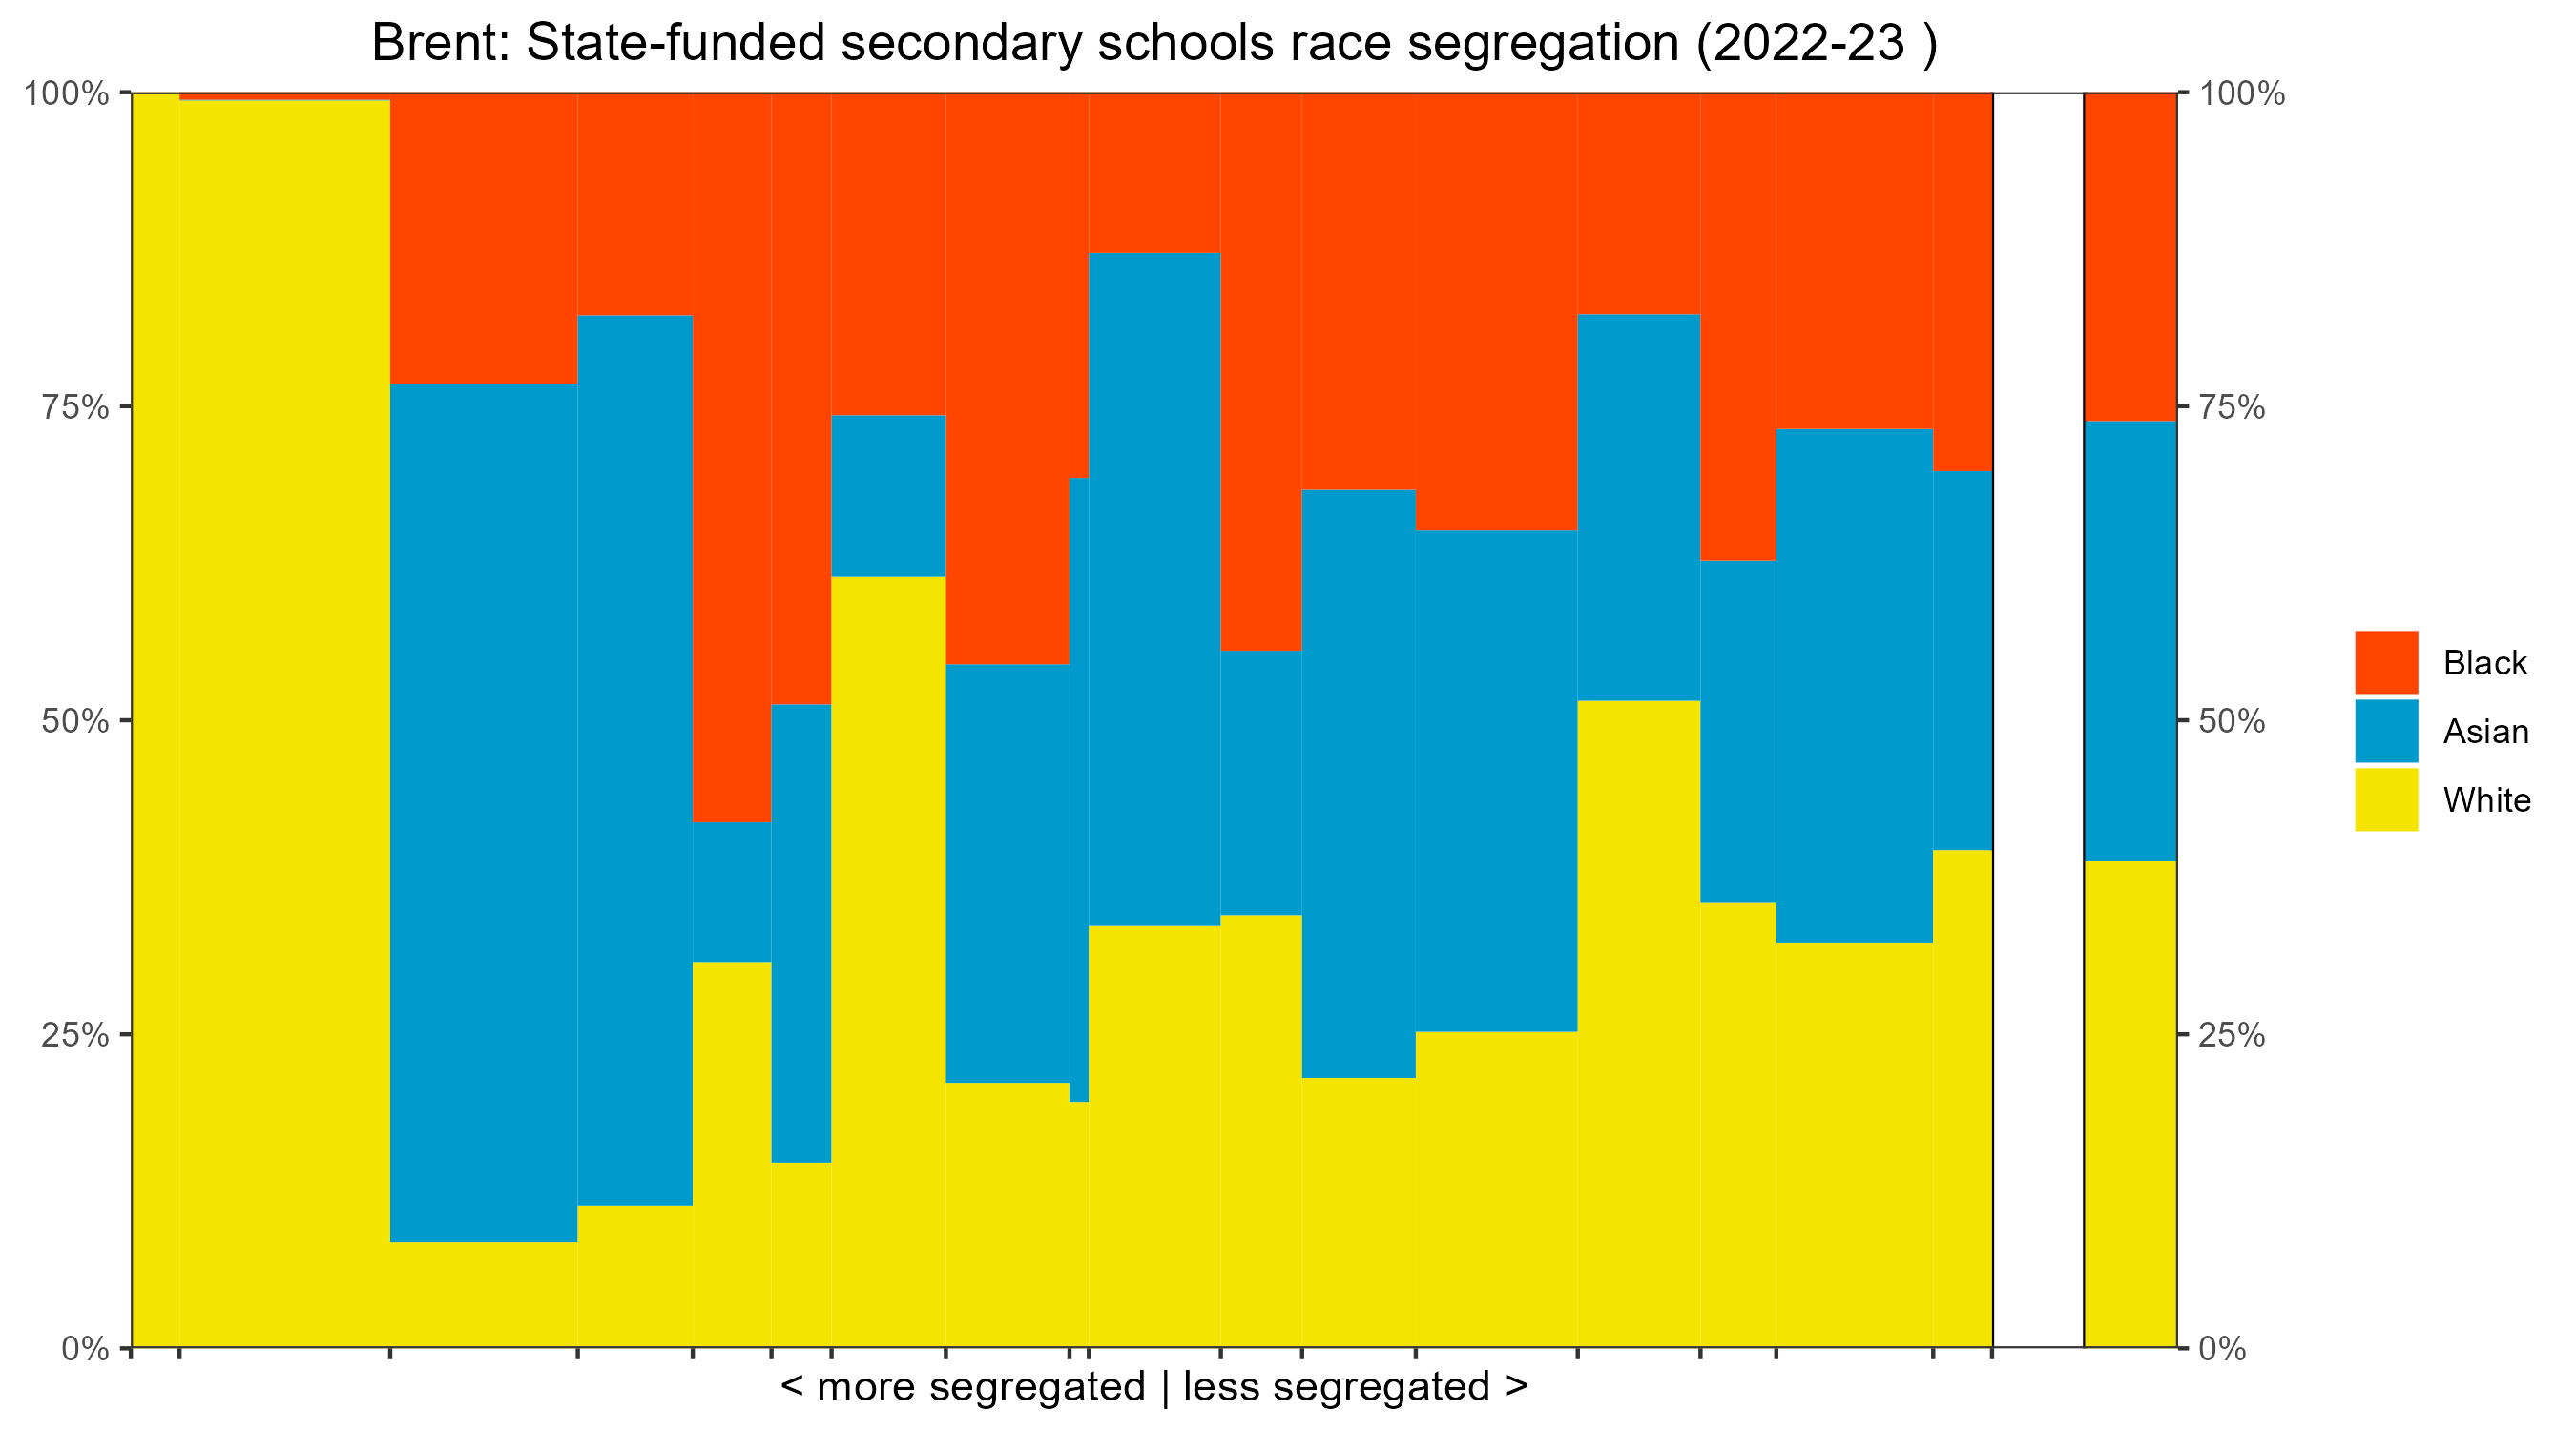 Brent: State-funded secondary schools race segregation (2022-23 )
100%
75%
50%
25%
0%
100%
75%
50%
25%
0%
Black
Asian
White
< more segregated | less segregated >